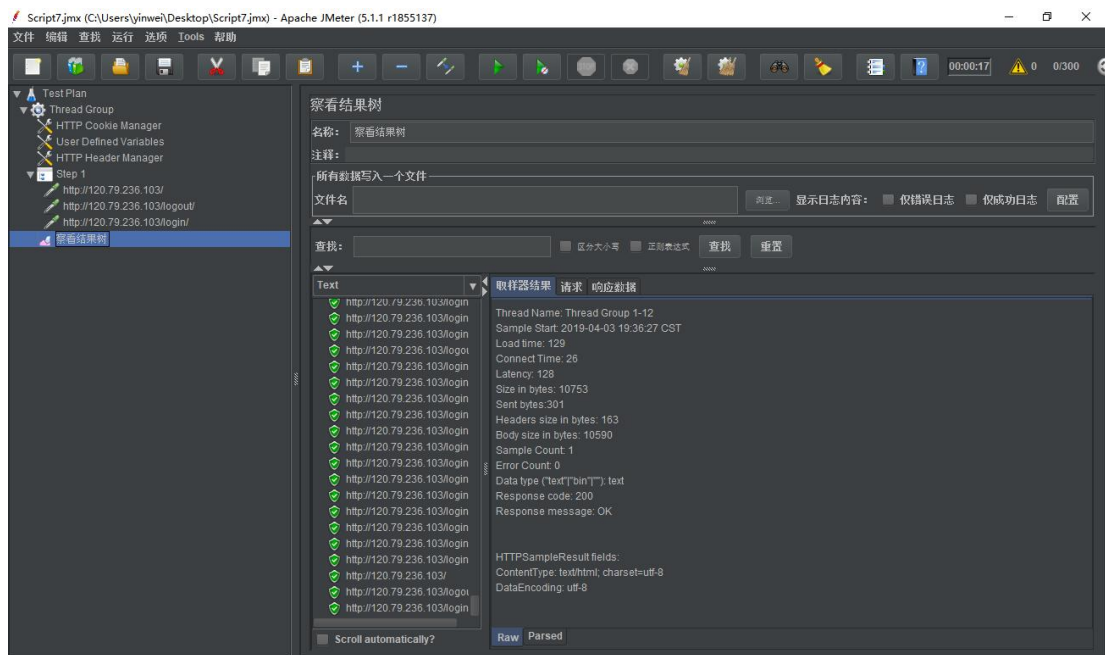 Script7.jmx (C:\Users\yinwei\Desktop\Script7.jmx) - Apache JMeter (5.1.1 r1855137)
文件 编辑 查找 运行 选项 Tools 帮助
00:00:17 0 0/300
Test Plan
Thread Group
HTTP Cookie Manager
User Defined Variables
HTTP Header Manager
Step 1
http://120.79.236.103/
http://120.79.236.103/logout/
http://120.79.236.103/login/
察看结果树
察看结果树
名称: 察看结果树
注释:
所有数据写入一个文件
文件名 浏览... 显示日志内容: 仅错误日志 仅成功日志 配置
查找: 区分大小写 正则表达式 查找 重置
Text
http://120.79.236.103/login
http://120.79.236.103/login
http://120.79.236.103/login
http://120.79.236.103/logou
http://120.79.236.103/login
http://120.79.236.103/login
http://120.79.236.103/login
http://120.79.236.103/login
http://120.79.236.103/login
http://120.79.236.103/login
http://120.79.236.103/login
http://120.79.236.103/login
http://120.79.236.103/login
http://120.79.236.103/login
http://120.79.236.103/login
http://120.79.236.103/login
http://120.79.236.103/login
http://120.79.236.103/
http://120.79.236.103/logou
http://120.79.236.103/login
Scroll automatically?
取样器结果 请求 响应数据
Thread Name: Thread Group 1-12
Sample Start: 2019-04-03 19:36:27 CST
Load time: 129
Connect Time: 26
Latency: 128
Size in bytes: 10753
Sent bytes:301
Headers size in bytes: 163
Body size in bytes: 10590
Sample Count: 1
Error Count: 0
Data type ("text"|"bin"|""): text
Response code: 200
Response message: OK
HTTPSampleResult fields:
ContentType: text/html; charset=utf-8
DataEncoding: utf-8
Raw Parsed